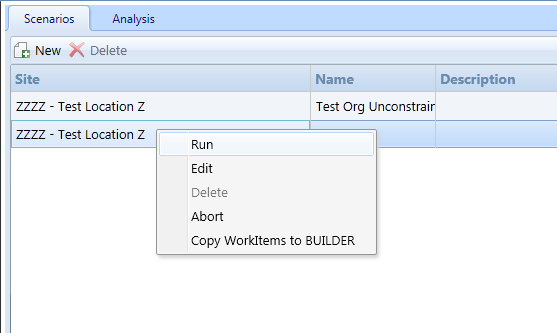 Scenarios Analysis
New Delete
Site Name Description
ZZZZ - Test Location Z Test Org Unconstrain
ZZZZ - Test Location Z
Run
Edit
Delete
Abort
Copy WorkItems to BUILDER